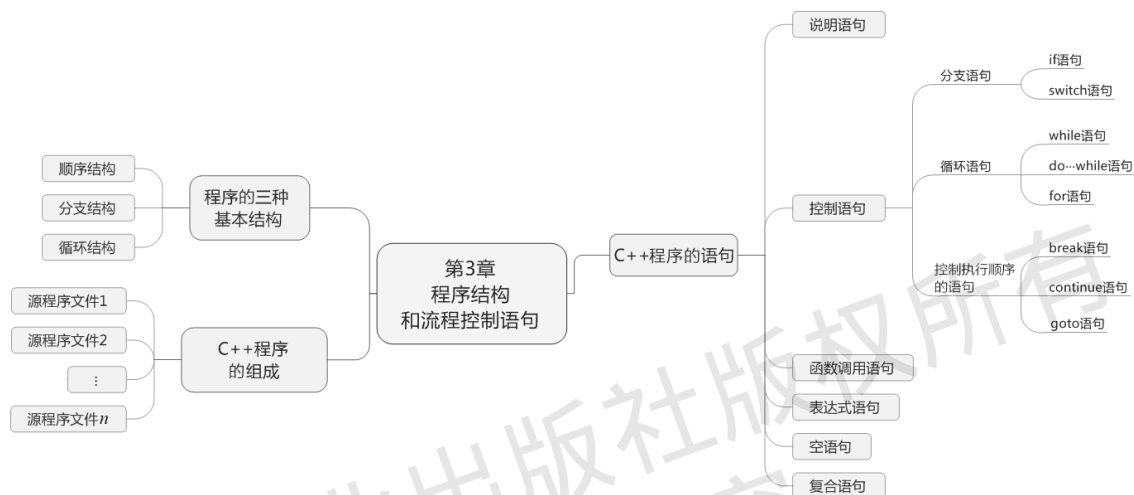 第3章
程序结构
和流程控制语句
程序的三种
基本结构
顺序结构
分支结构
循环结构
C++程序
的组成
源程序文件1
源程序文件2
⋮
源程序文件n
C++程序的语句
说明语句
控制语句
分支语句
if语句
switch语句
循环语句
while语句
do…while语句
for语句
控制执行顺序
的语句
break语句
continue语句
goto语句
函数调用语句
表达式语句
空语句
复合语句
出版社版权所有